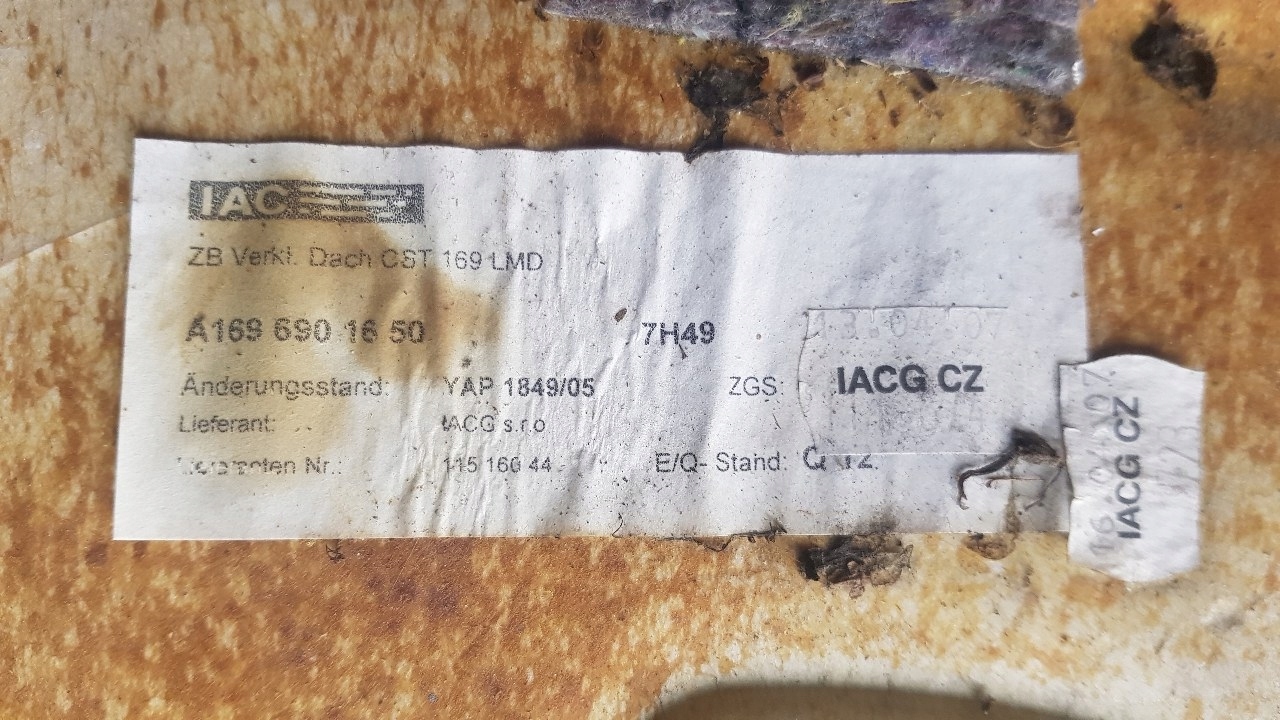 IAC
ZB Verkl. Dach CST 169 LMD
A169 690 16 50 7H49
Änderungsstand: YAP 1849/05 ZGS:
IACG CZ
Lieferant: IACG s.r.o
Nr.: 115 160 44 E/Q- Stand:
IACG CZ